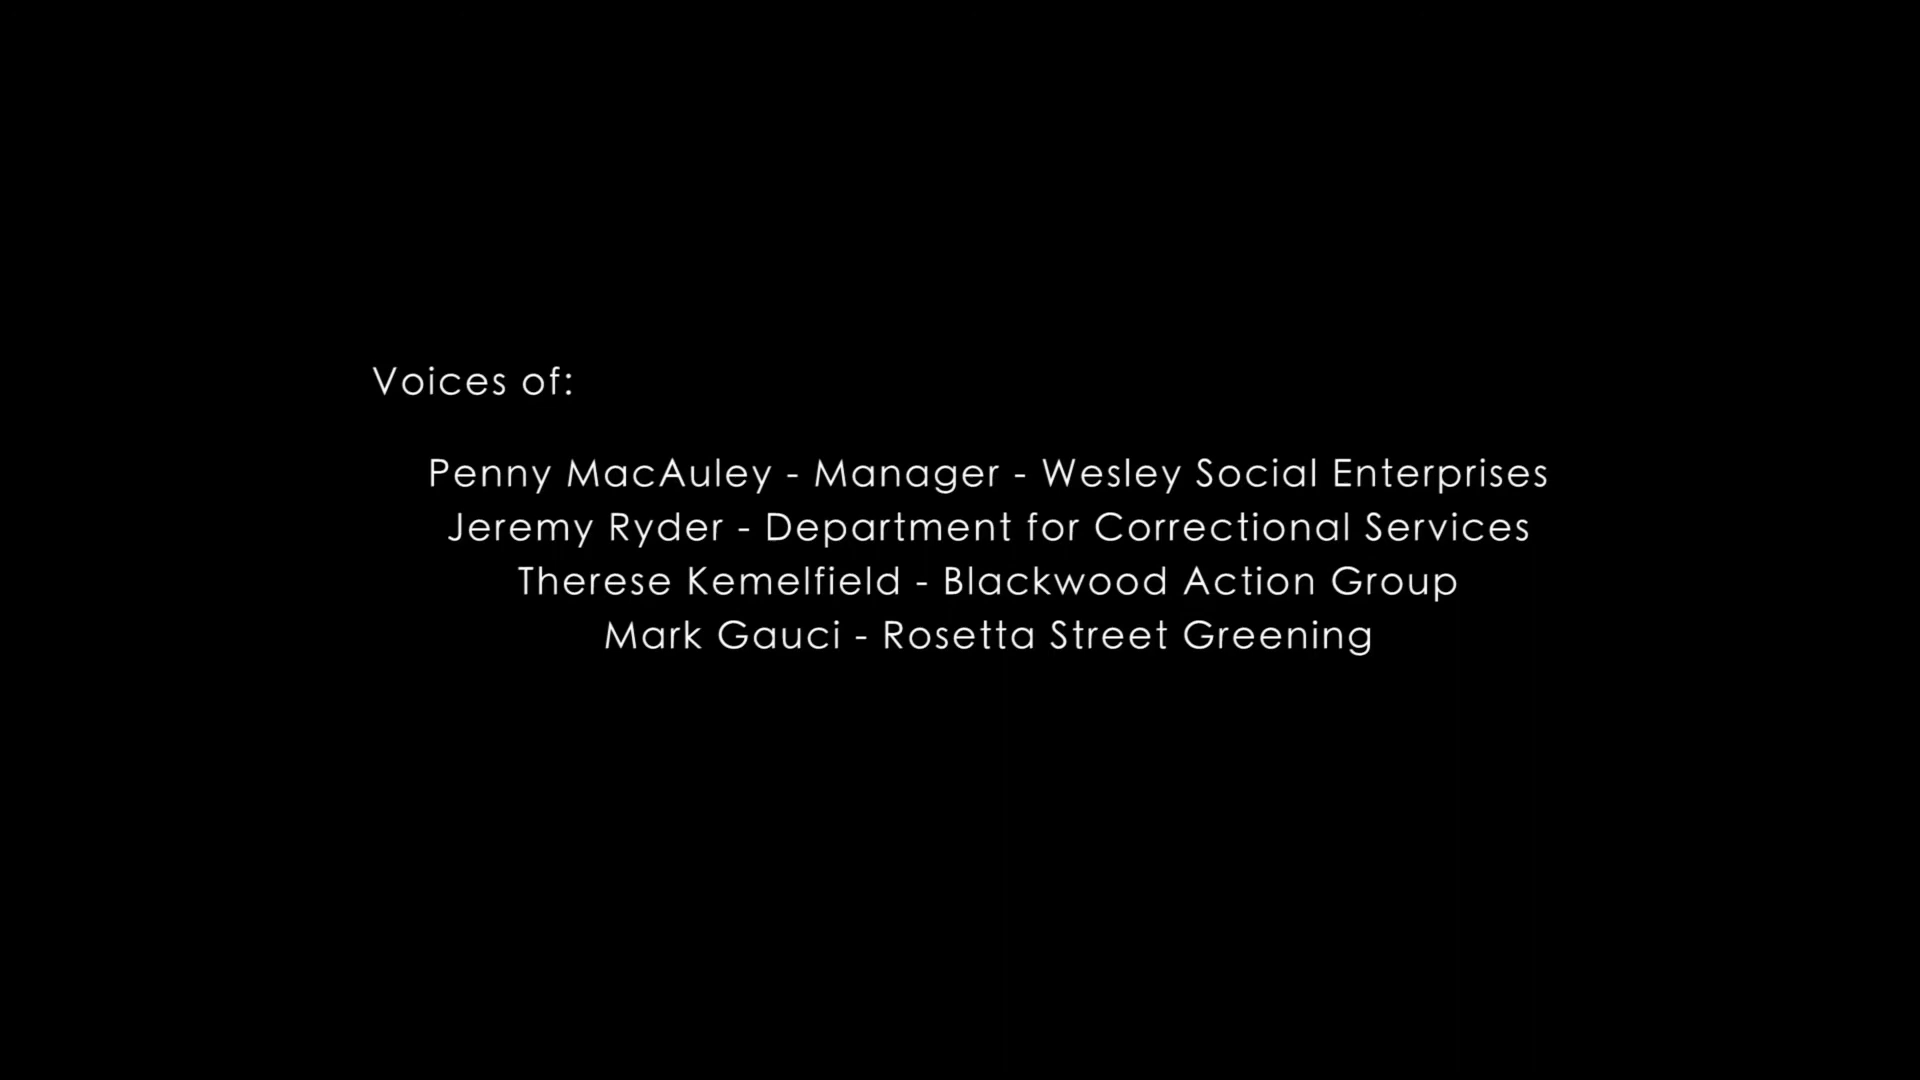 Voices of:
Penny MacAuley - Manager - Wesley Social Enterprises
Jeremy Ryder - Department for Correctional Services
Therese Kemelfield - Blackwood Action Group
Mark Gauci - Rosetta Street Greening